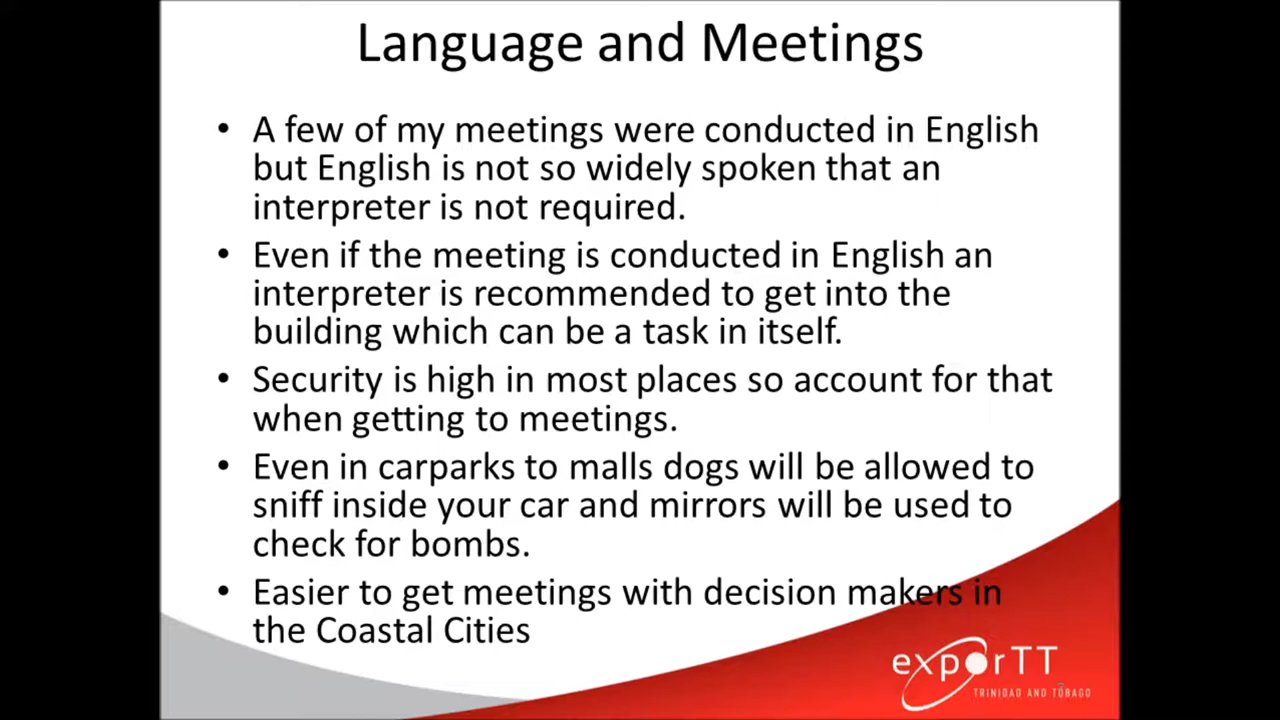 Language and Meetings
• A few of my meetings were conducted in English
but English is not so widely spoken that an
interpreter is not required.
• Even if the meeting is conducted in English an
interpreter is recommended to get into the
building which can be a task in itself.
• Security is high in most places so account for that
when getting to meetings.
• Even in carparks to malls dogs will be allowed to
sniff inside your car and mirrors will be used to
check for bombs.
• Easier to get meetings with decision makers in
the Coastal Cities
exporTT
TRINIDAD AND TOBAGO